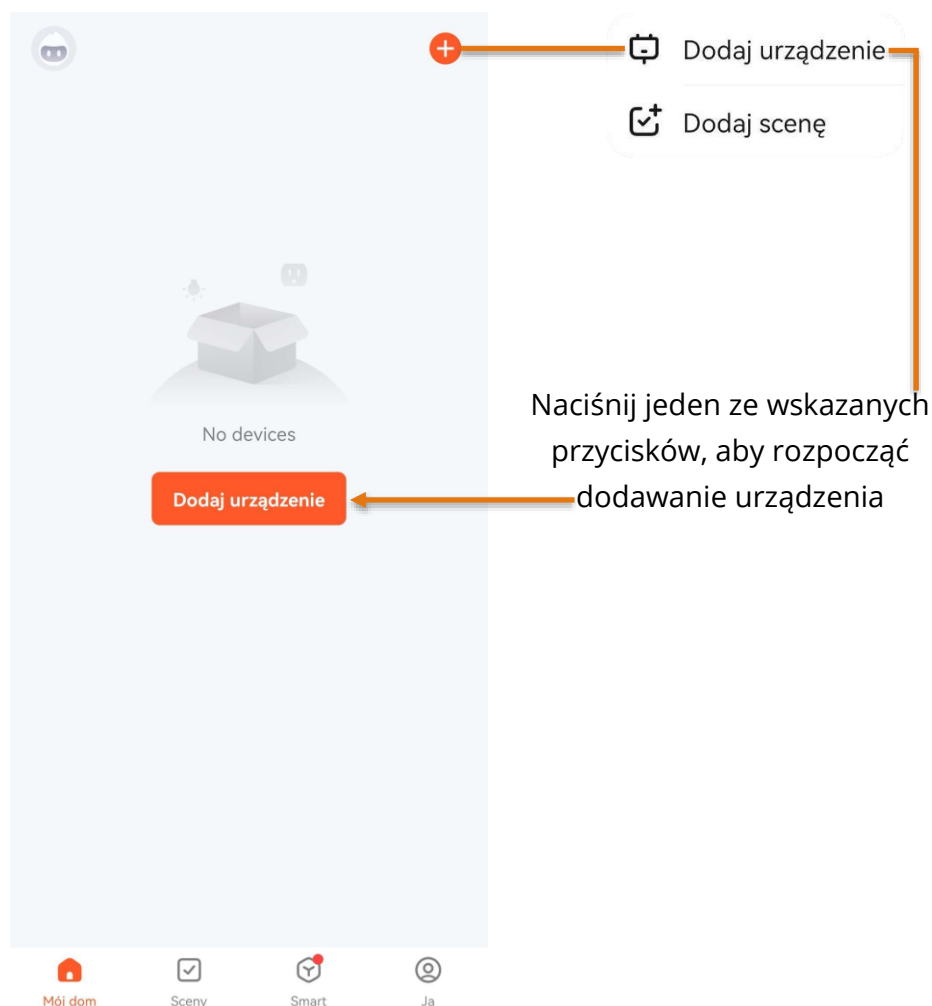 Dodaj urządzenie
Dodaj scenę
Naciśnij jeden ze wskazanych
przycisków, aby rozpocząć
dodawanie urządzenia
No devices
Dodaj urządzenie
Mój dom
Sceny
Smart
Ja